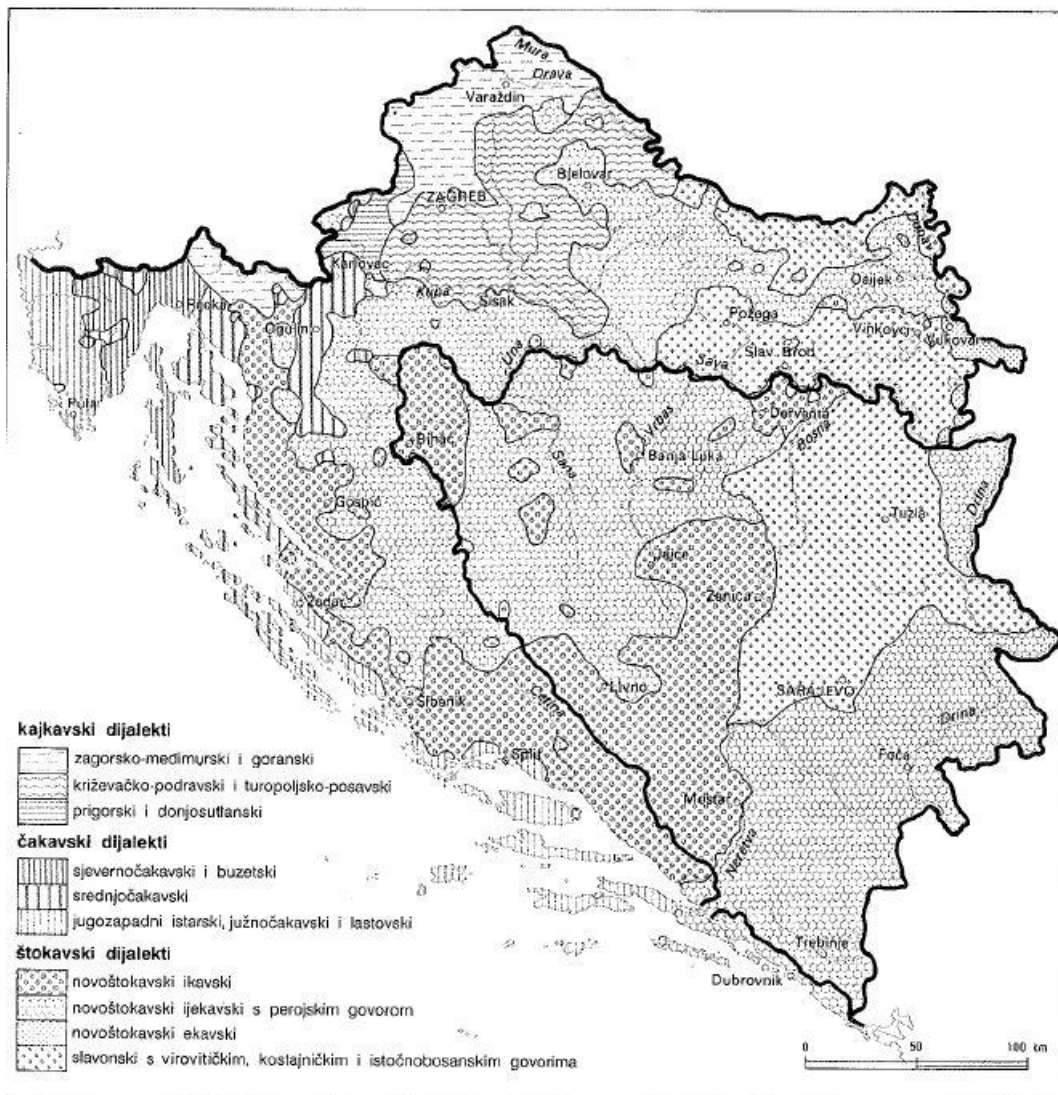 Mura
Drava
Varaždin
Bjelovar
ZAGREB
Karlovac
Kupa
Sisak
Rijeka
Ogulin
Pula
Osijek
Požega
Vinkovci
Vukovar
Slav. Brod
Sava
Una
Derventa
Bosna
Vrbas
Banja Luka
Bihać
Sana
Gospić
Tuzla
Drina
Jajce
Zenica
Zadar
Livno
SARAJEVO
Šibenik
Cetina
Drina
Foča
Split
Mostar
Neretva
Trebinje
Dubrovnik
kajkavski dijalekti
zagorsko-međimurski i goranski
križevačko-podravski i turopoljsko-posavski
prigorski i donjosutlanski
čakavski dijalekti
sjevernočakavski i buzetski
srednjočakavski
jugozapadni istarski, južnočakavski i lastovski
štokavski dijalekti
novoštokavski ikavski
novoštokavski ijekavski s perojskim govorom
novoštokavski ekavski
slavonski s virovitičkim, kostajničkim i istočnobosanskim govorima
0 50 100 km